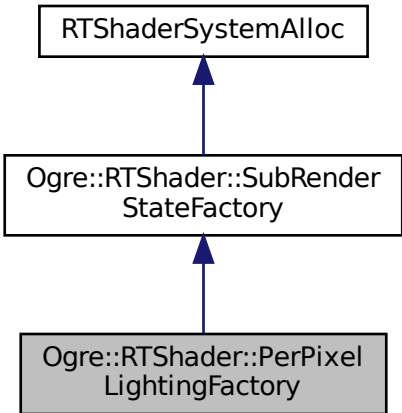 RTShaderSystemAlloc
Ogre::RTShader::SubRender
StateFactory
Ogre::RTShader::PerPixel
LightingFactory